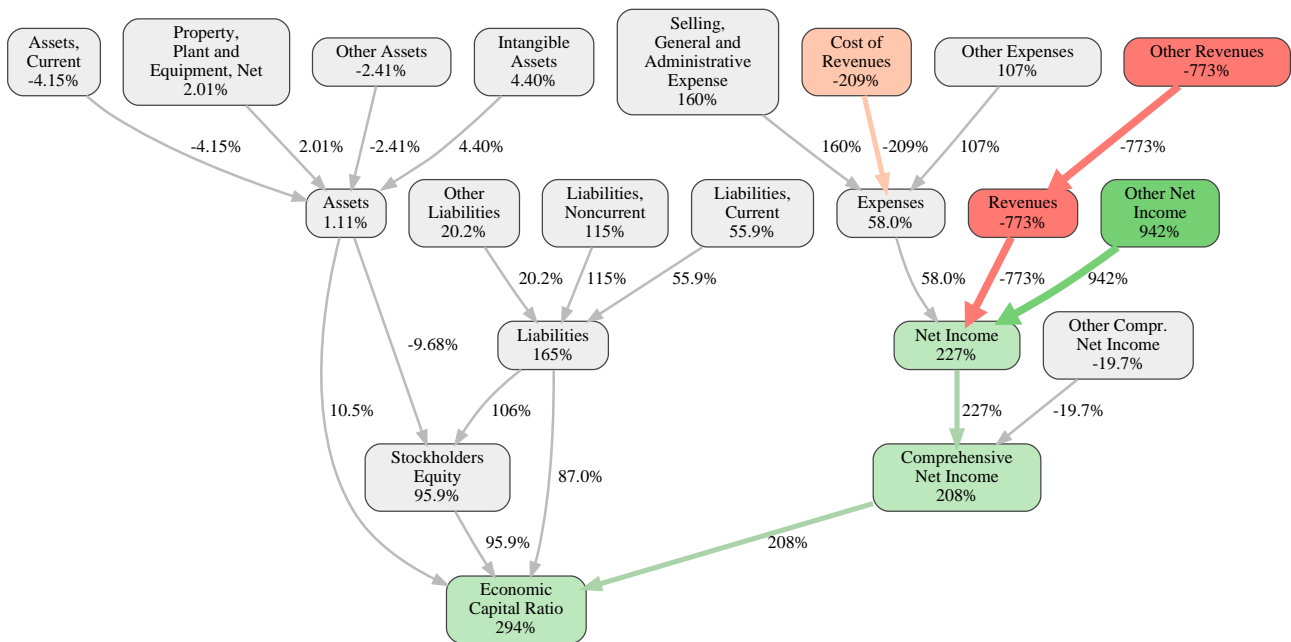 Assets,
Current
-4.15%
Property,
Plant and
Equipment, Net
2.01%
Other Assets
-2.41%
Intangible
Assets
4.40%
Selling,
General and
Administrative
Expense
160%
Cost of
Revenues
-209%
Other Expenses
107%
Other Revenues
-773%
-4.15%
2.01%
-2.41%
4.40%
160%
-209%
107%
-773%
Assets
1.11%
Other
Liabilities
20.2%
Liabilities,
Noncurrent
115%
Liabilities,
Current
55.9%
Expenses
58.0%
Revenues
-773%
Other Net
Income
942%
20.2%
115%
55.9%
58.0%
-773%
942%
-9.68%
Liabilities
165%
Net Income
227%
Other Compr.
Net Income
-19.7%
10.5%
106%
227%
-19.7%
Stockholders
Equity
95.9%
87.0%
Comprehensive
Net Income
208%
95.9%
208%
Economic
Capital Ratio
294%